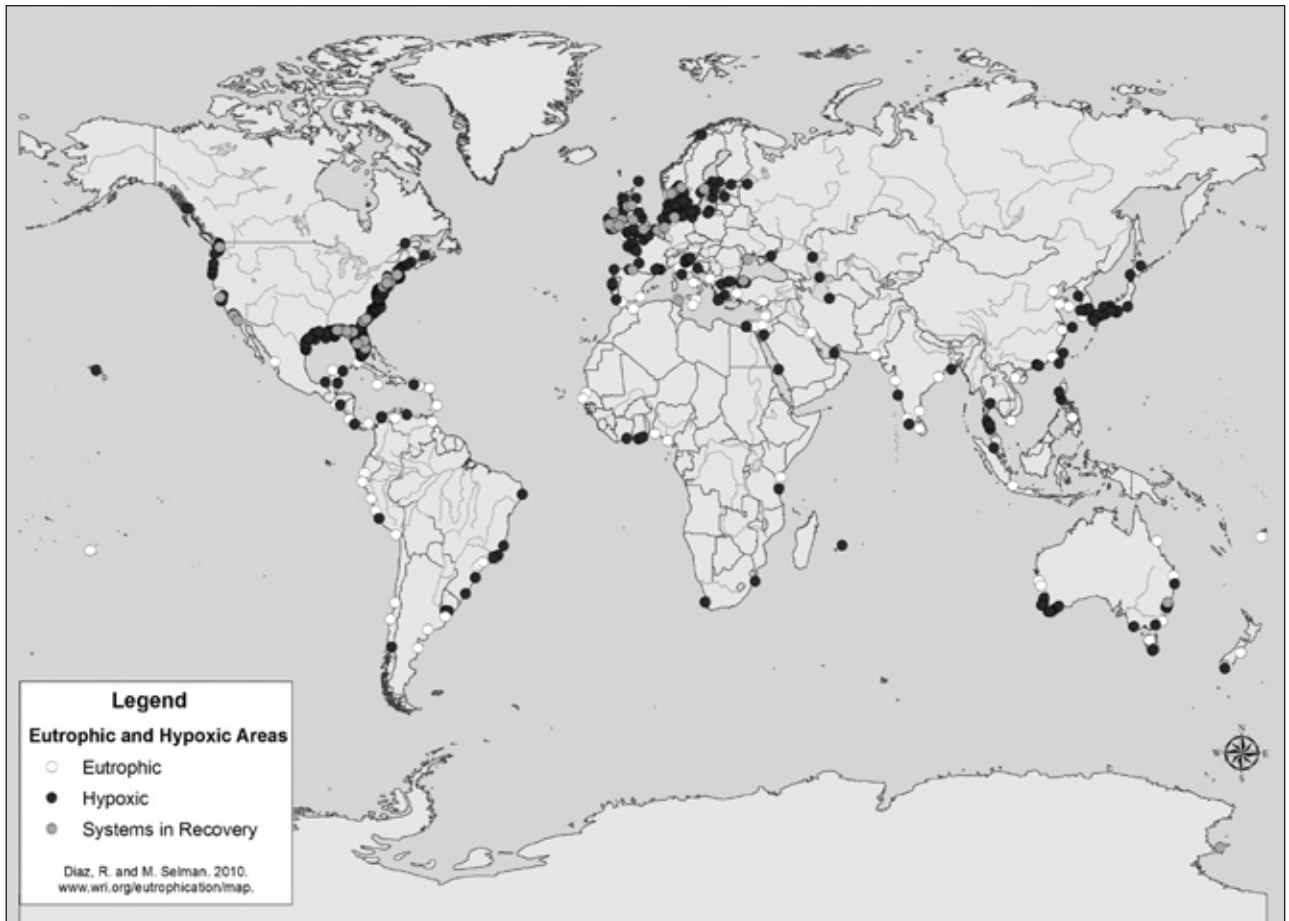 N
W E
S
Legend
Eutrophic and Hypoxic Areas
Eutrophic
Hypoxic
Systems in Recovery
Diaz, R. and M. Selman. 2010.
www.wri.org/eutrophication/map.